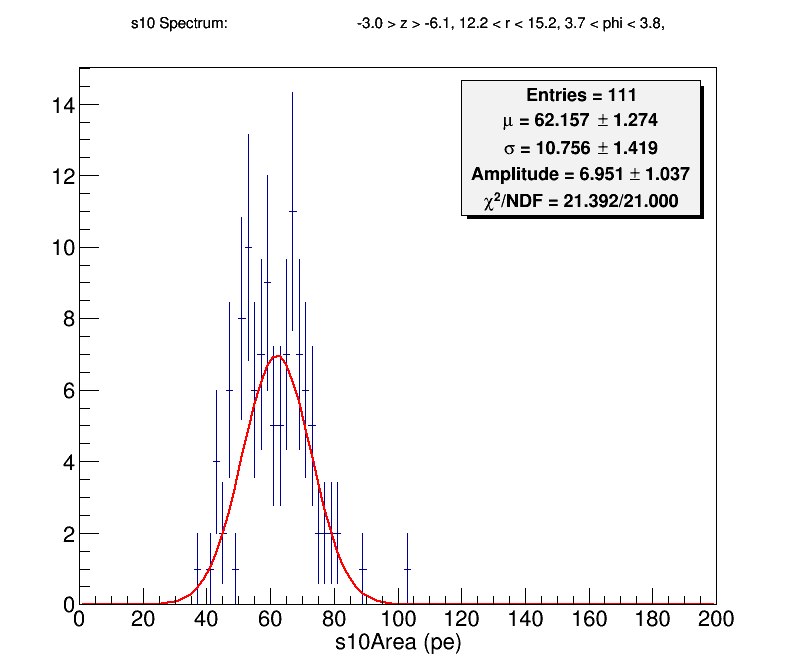 s10 Spectrum: -3.0 > z > -6.1, 12.2 < r < 15.2, 3.7 < phi < 3.8,
Entries = 111
μ = 62.157 ± 1.274
σ = 10.756 ± 1.419
Amplitude = 6.951 ± 1.037
χ²/NDF = 21.392/21.000
14
12
10
8
6
4
2
0
0 20 40 60 80 100 120 140 160 180 200
s10Area (pe)